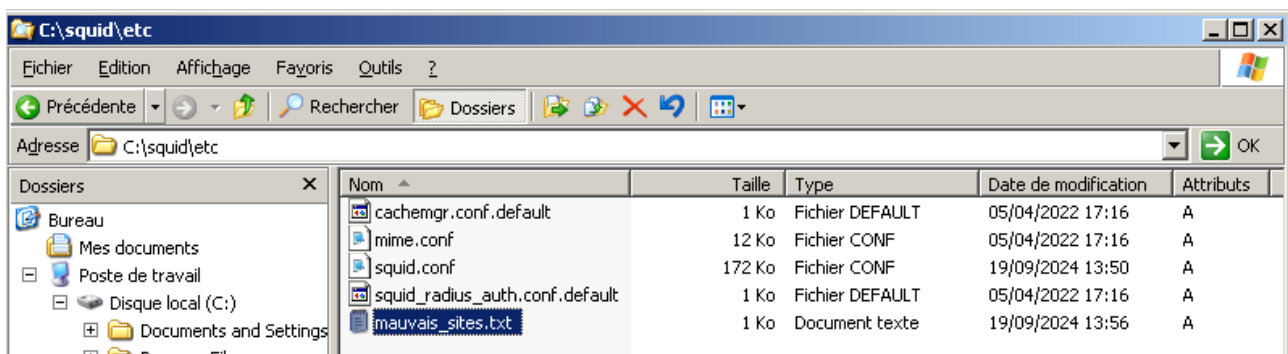 C:\squid\etc
Fichier Edition Affichage Favoris Outils ?
Précédente Rechercher Dossiers
Adresse C:\squid\etc OK
Dossiers x Nom Taille Type Date de modification Attributs
Bureau
cachemgr.conf.default 1 Ko Fichier DEFAULT 05/04/2022 17:16 A
Mes documents
mime.conf 12 Ko Fichier CONF 05/04/2022 17:16 A
Poste de travail
squid.conf 172 Ko Fichier CONF 19/09/2024 13:50 A
Disque local (C:)
squid_radius_auth.conf.default 1 Ko Fichier DEFAULT 05/04/2022 17:16 A
Documents and Settings
mauvais_sites.txt 1 Ko Document texte 19/09/2024 13:56 A